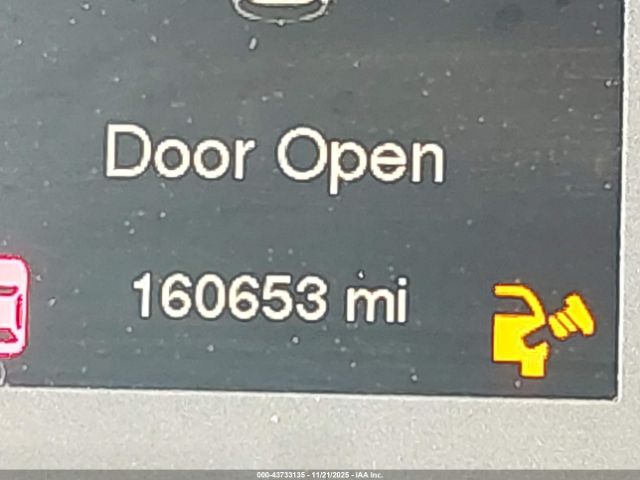 Door Open
160653 mi
000-43733135 - 11/21/2025 - IAA Inc.